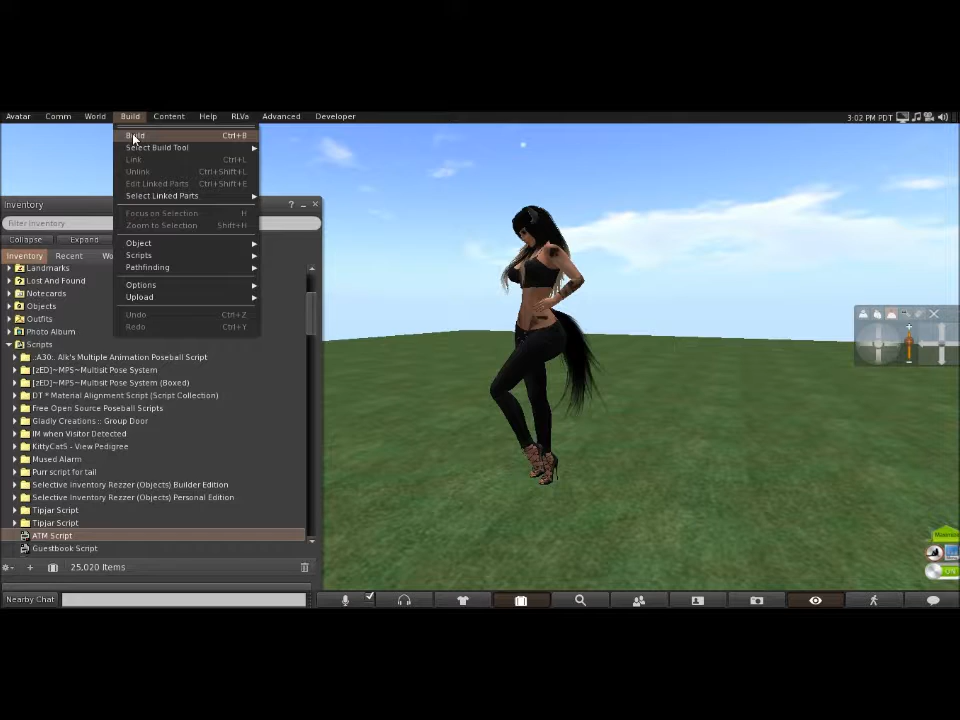 Avatar Comm World Build Content Help RLVa Advanced Developer 3:02 PM PDT
Build Ctrl+B
Select Build Tool
Link Ctrl+L
Unlink Ctrl+Shift+L
Edit Linked Parts Ctrl+Shift+E
Select Linked Parts
Focus on Selection H
Zoom to Selection Shift+H
Object
Scripts
Pathfinding
Options
Upload
Undo Ctrl+Z
Redo Ctrl+Y
Inventory
Filter Inventory
Collapse Expand
Inventory Recent Wo
Landmarks
Lost And Found
Notecards
Objects
Outfits
Photo Album
Scripts
.:A30:. Alk's Multiple Animation Poseball Script
[zED]~MPS~Multisit Pose System
[zED]~MPS~Multisit Pose System (Boxed)
DT * Material Alignment Script (Script Collection)
Free Open Source Poseball Scripts
Gladly Creations :: Group Door
IM when Visitor Detected
KittyCatS - View Pedigree
Mused Alarm
Purr script for tail
Selective Inventory Rezzer (Objects) Builder Edition
Selective Inventory Rezzer (Objects) Personal Edition
Tipjar Script
Tipjar Script
ATM Script
Guestbook Script
25,020 Items
Nearby Chat